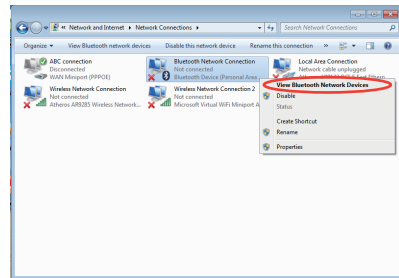 « Network and Internet ▸ Network Connections ▸
Search Network Connections
Organize
View Bluetooth network devices
Disable this network device
Rename this connection
»
ABC connection
Disconnected
WAN Miniport (PPPOE)
Bluetooth Network Connection
Not connected
Bluetooth Device (Personal Area ...
Local Area Connection
Network cable unplugged
Wireless Network Connection
Not connected
Atheros AR9285 Wireless Network...
Wireless Network Connection 2
Not connected
Microsoft Virtual WiFi Miniport A
View Bluetooth Network Devices
Disable
Status
Create Shortcut
Rename
Properties